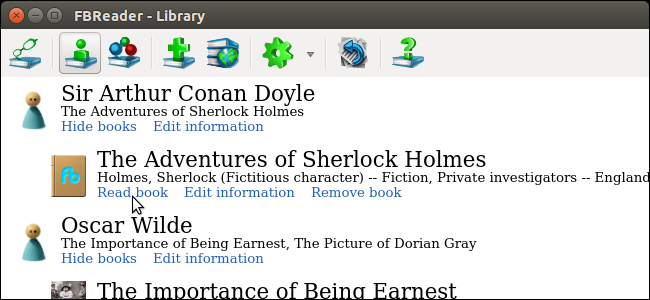 FBReader - Library
Sir Arthur Conan Doyle
The Adventures of Sherlock Holmes
Hide books Edit information
fb
The Adventures of Sherlock Holmes
Holmes, Sherlock (Fictitious character) -- Fiction, Private investigators -- England
Read book Edit information Remove book
Oscar Wilde
The Importance of Being Earnest, The Picture of Dorian Gray
Hide books Edit information
The Importance of Being Earnest